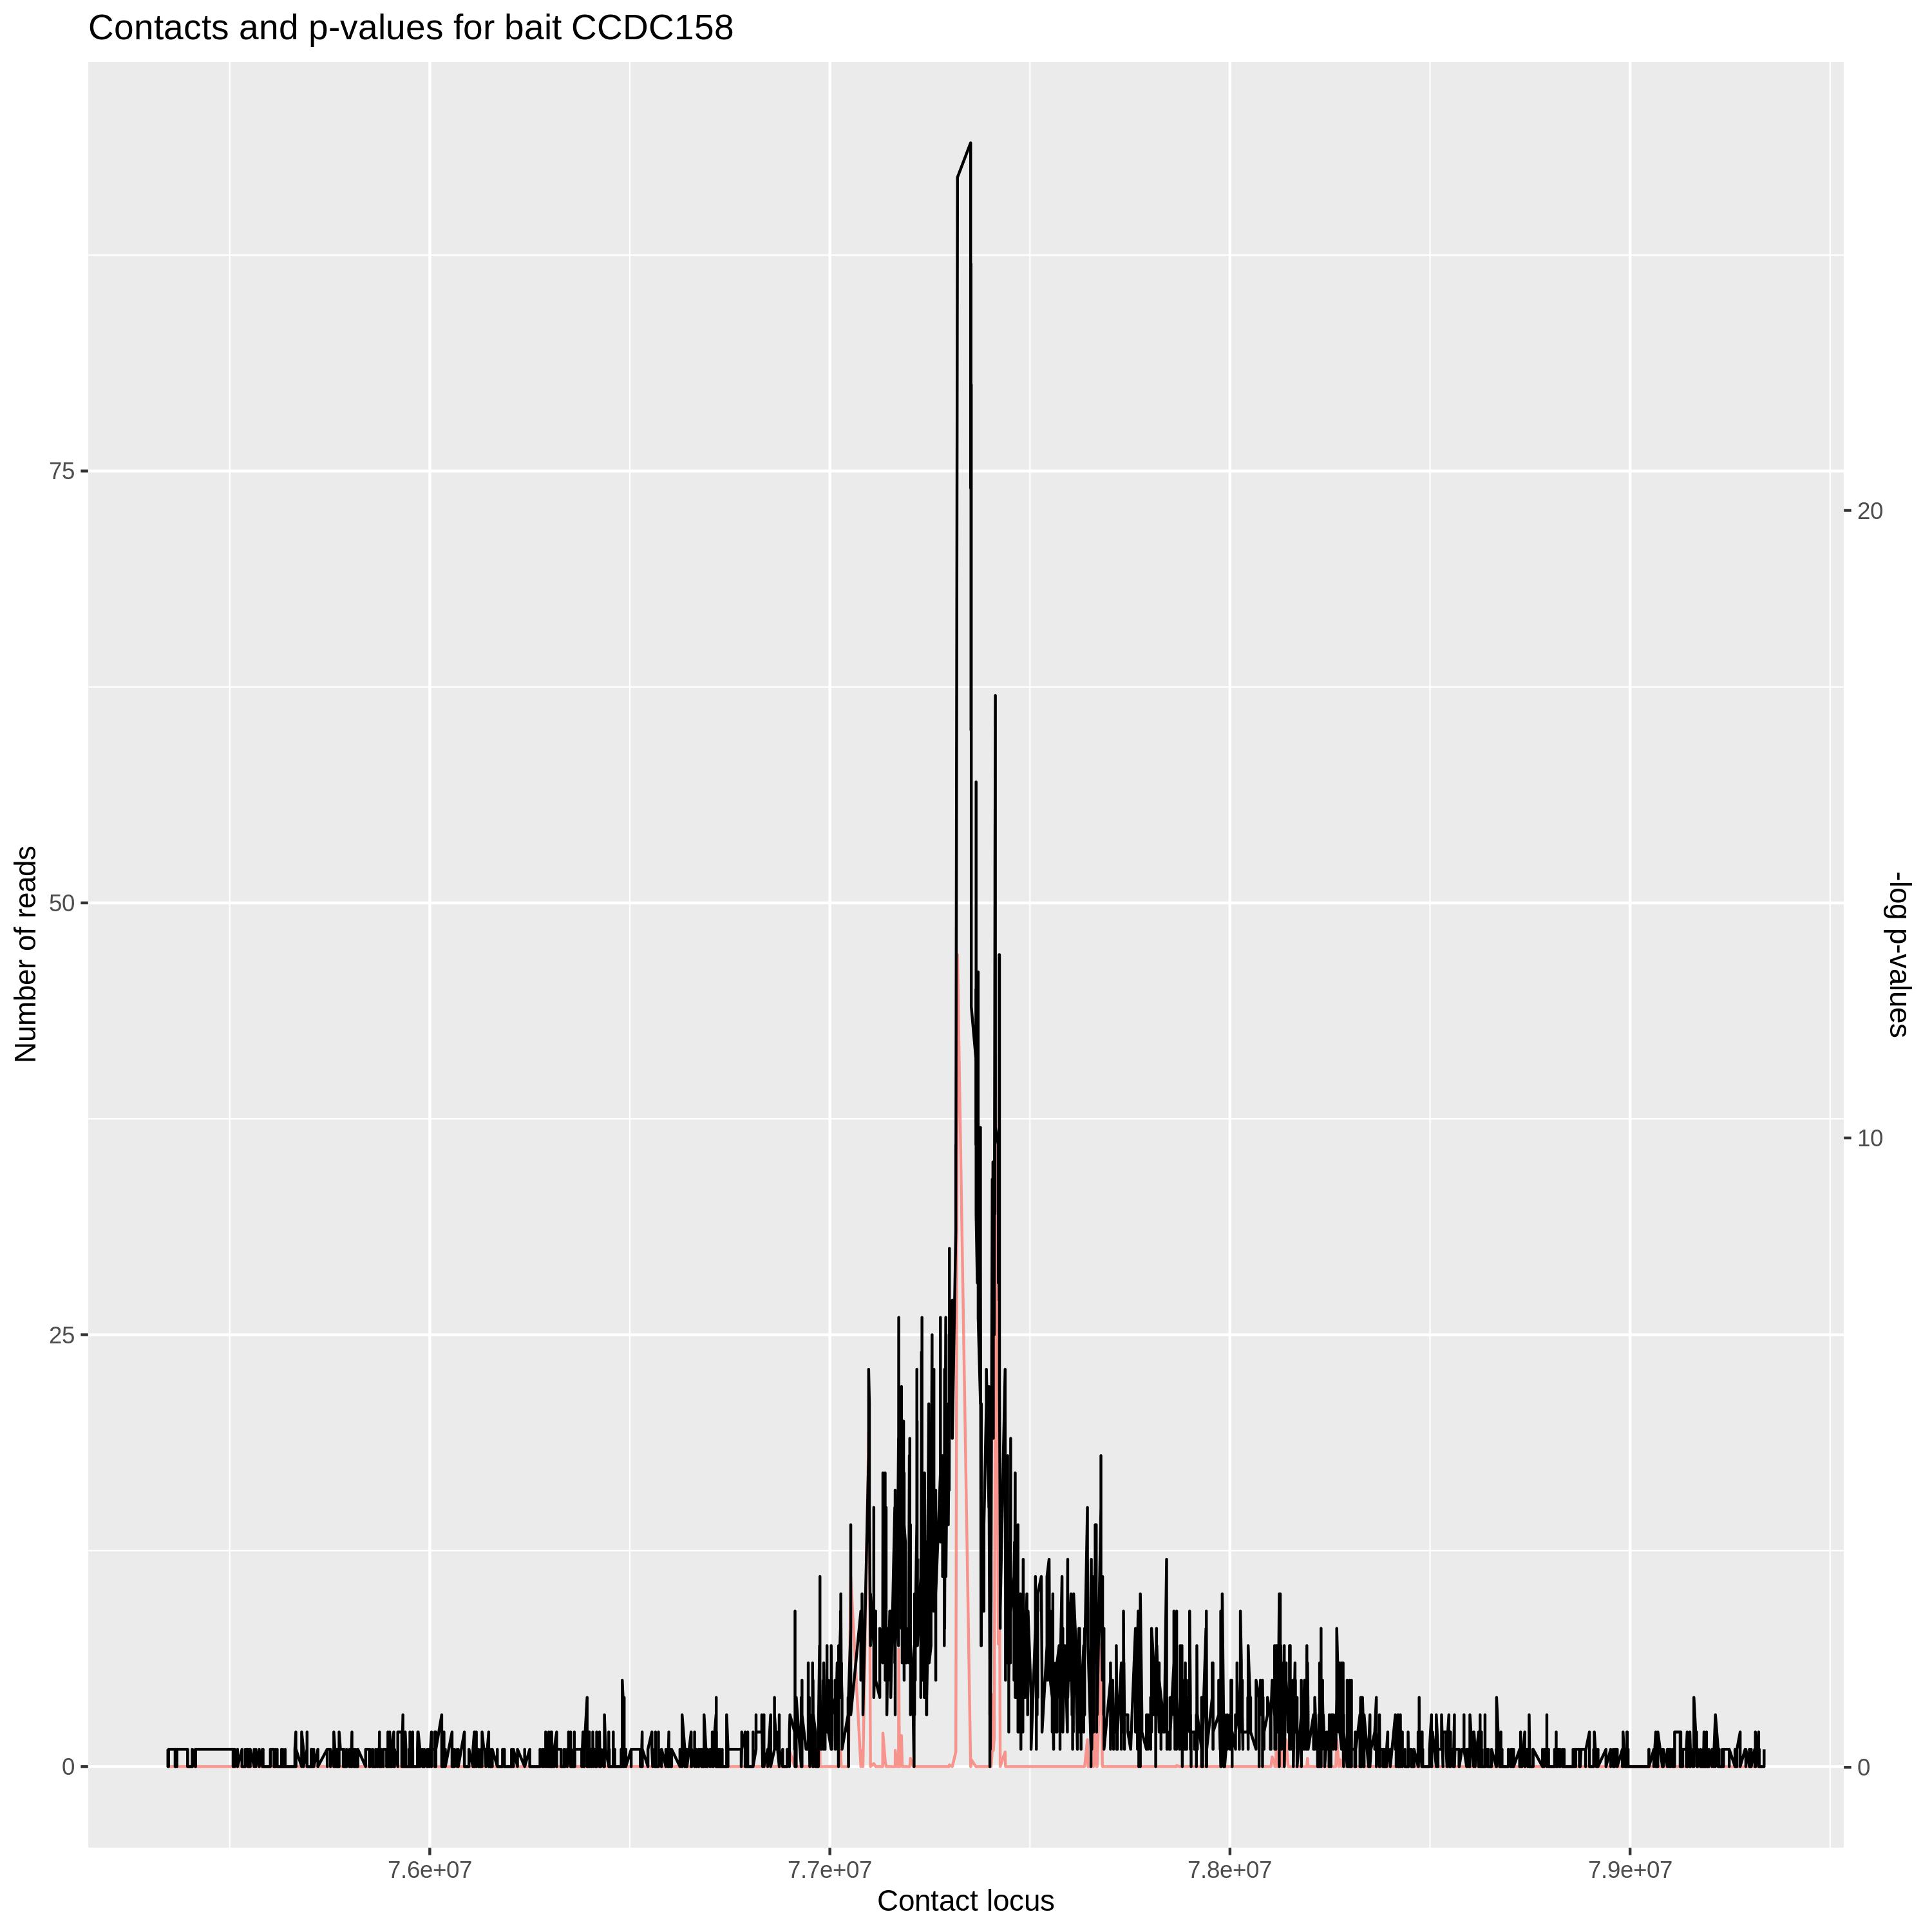 Contacts and p-values for bait CCDC158
75
50
25
0
Number of reads
20
10
0
-log p-values
7.6e+07
7.7e+07
7.8e+07
7.9e+07
Contact locus